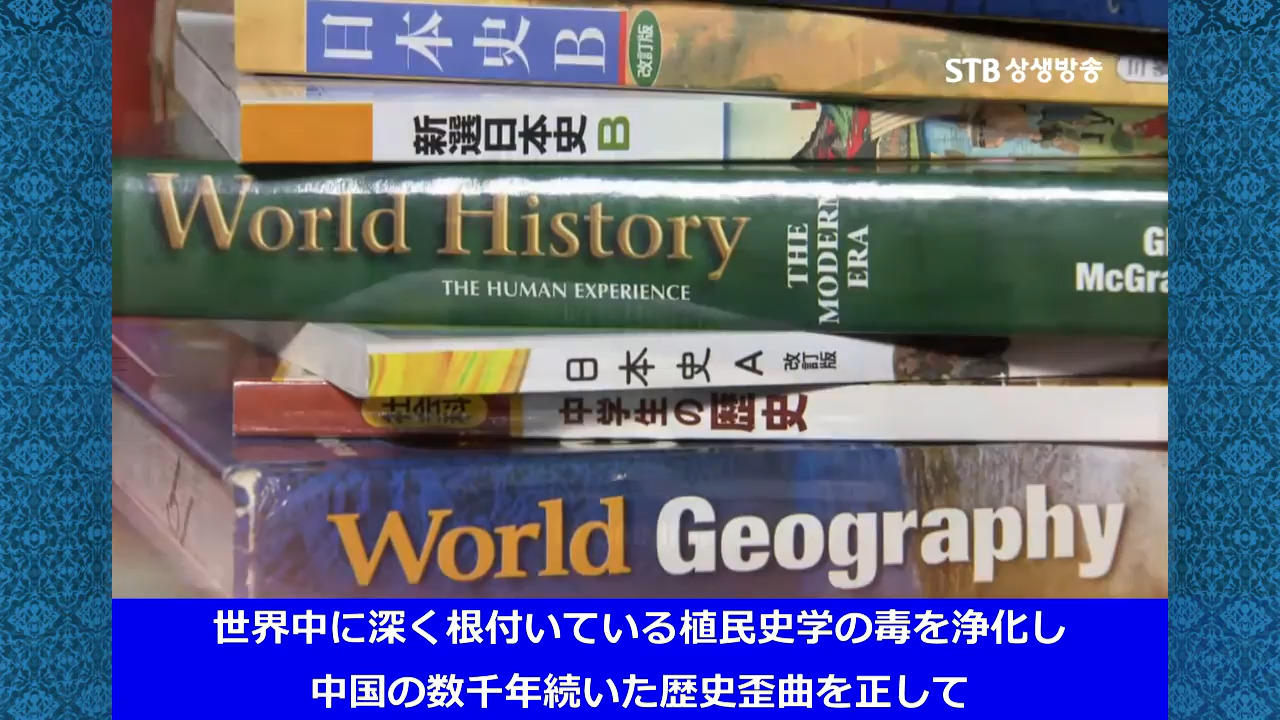 日本史B 改訂版
STB 상생방송
新選日本史B
World History
THE HUMAN EXPERIENCE
THE
MODERN
ERA
McGra
日本史A 改訂版
社会科
中学生の歴史
World Geography
世界中に深く根付いている植民史学の毒を浄化し
中国の数千年続いた歴史歪曲を正して